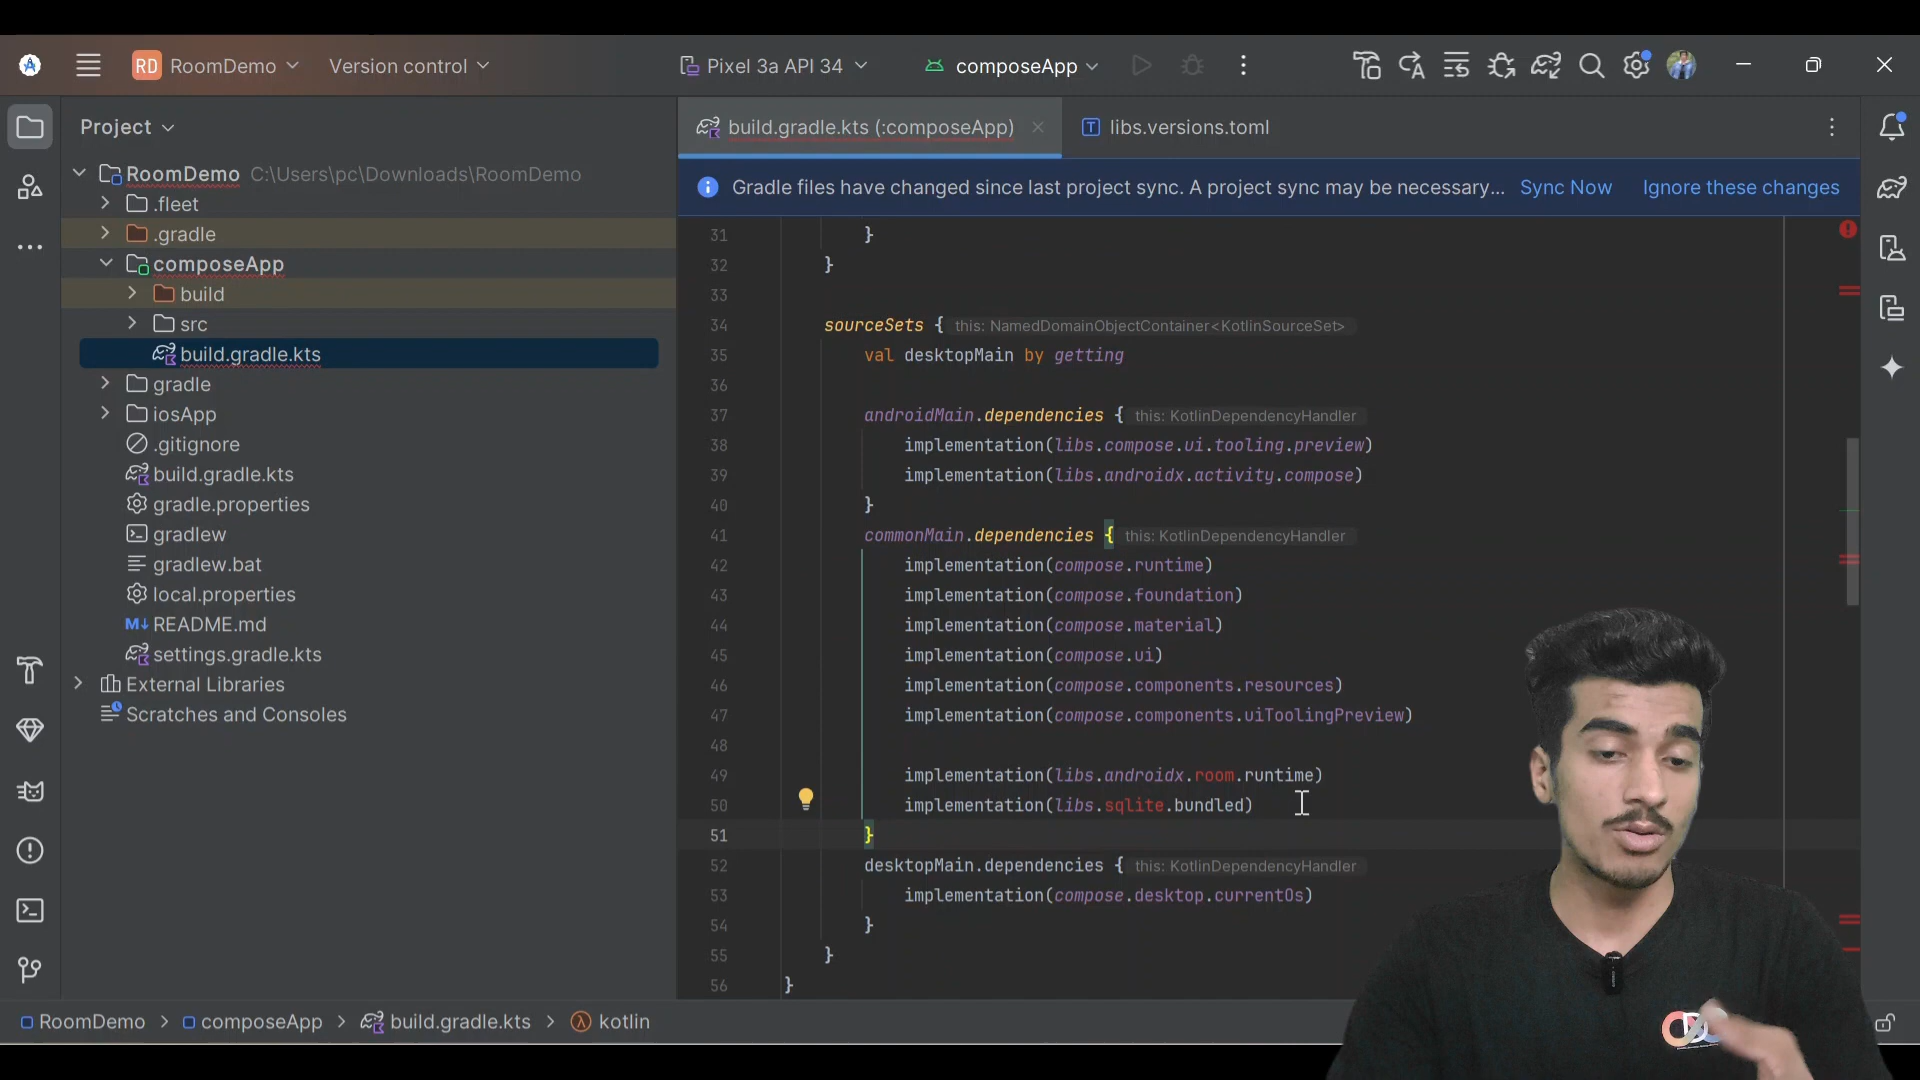 RD RoomDemo
Version control
Pixel 3a API 34
composeApp
Project
build.gradle.kts (:composeApp)
libs.versions.toml
Gradle files have changed since last project sync. A project sync may be necessary...
Sync Now
Ignore these changes
RoomDemo C:\Users\pc\Downloads\RoomDemo
.fleet
.gradle
composeApp
build
src
build.gradle.kts
gradle
iosApp
.gitignore
build.gradle.kts
gradle.properties
gradlew
gradlew.bat
local.properties
M↓ README.md
settings.gradle.kts
External Libraries
Scratches and Consoles
31 }
32 }
33
34 sourceSets { this: NamedDomainObjectContainer<KotlinSourceSet>
35 val desktopMain by getting
36
37 androidMain.dependencies { this: KotlinDependencyHandler
38 implementation(libs.compose.ui.tooling.preview)
39 implementation(libs.androidx.activity.compose)
40 }
41 commonMain.dependencies { this: KotlinDependencyHandler
42 implementation(compose.runtime)
43 implementation(compose.foundation)
44 implementation(compose.material)
45 implementation(compose.ui)
46 implementation(compose.components.resources)
47 implementation(compose.components.uiToolingPreview)
48
49 implementation(libs.androidx.room.runtime)
50 implementation(libs.sqlite.bundled)
51 }
52 desktopMain.dependencies { this: KotlinDependencyHandler
53 implementation(compose.desktop.currentOs)
54 }
55 }
56 }
RoomDemo > composeApp > build.gradle.kts > kotlin